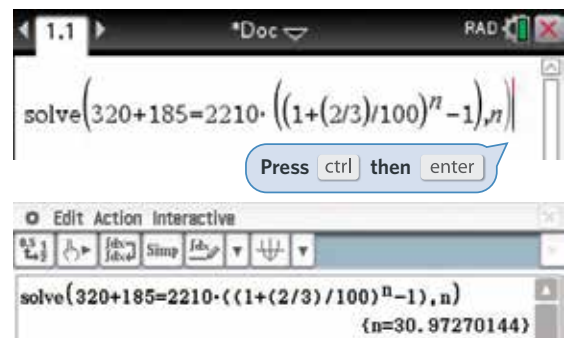 1.1 *Doc RAD
solve(320+185=2210·((1+(2/3)/100)ⁿ−1),n)
Press ctrl then enter
Edit Action Interactive
Simp
solve(320+185=2210·((1+(2/3)/100)ⁿ−1),n)
{n=30.97270144}